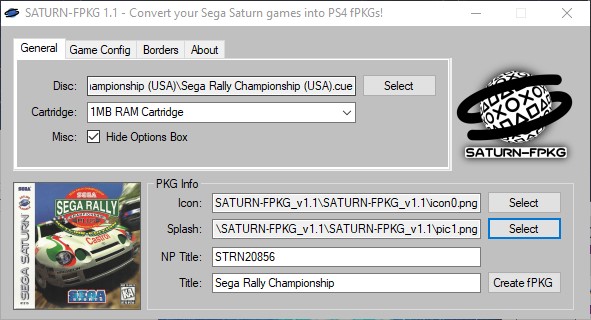 SATURN-FPKG 1.1 - Convert your Sega Saturn games into PS4 fPKGs!
General Game Config Borders About
Disc: ampionship (USA)\Sega Rally Championship (USA).cue Select
Cartridge: 1MB RAM Cartridge
Misc: Hide Options Box
SATURN-FPKG
PKG Info
Icon: SATURN-FPKG_v1.1\SATURN-FPKG_v1.1\icon0.png Select
Splash: \SATURN-FPKG_v1.1\SATURN-FPKG_v1.1\pic1.png Select
NP Title: STRN20856
Title: Sega Rally Championship Create fPKG
SEGA SATURN
SEGA RALLY
CHAMPIONSHIP
Castrol
SEGA
K-A